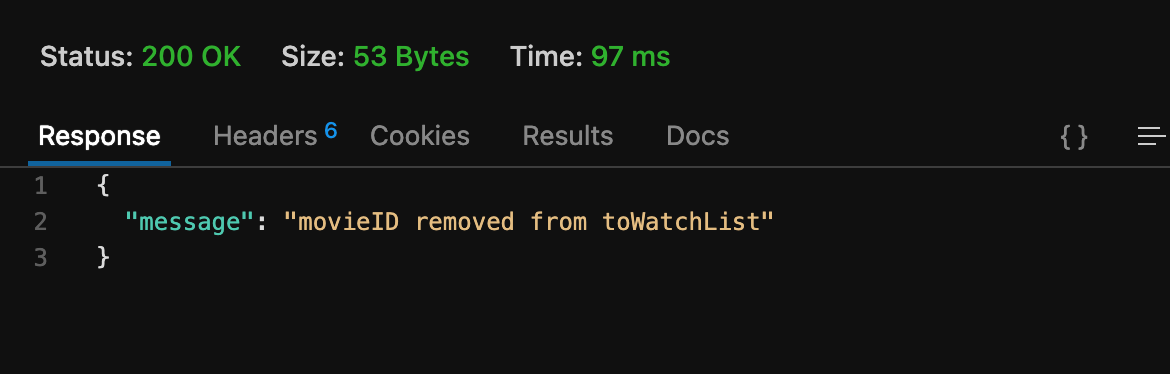 Status: 200 OK Size: 53 Bytes Time: 97 ms
Response Headers 6 Cookies Results Docs {}
1 {
2 "message": "movieID removed from toWatchList"
3 }